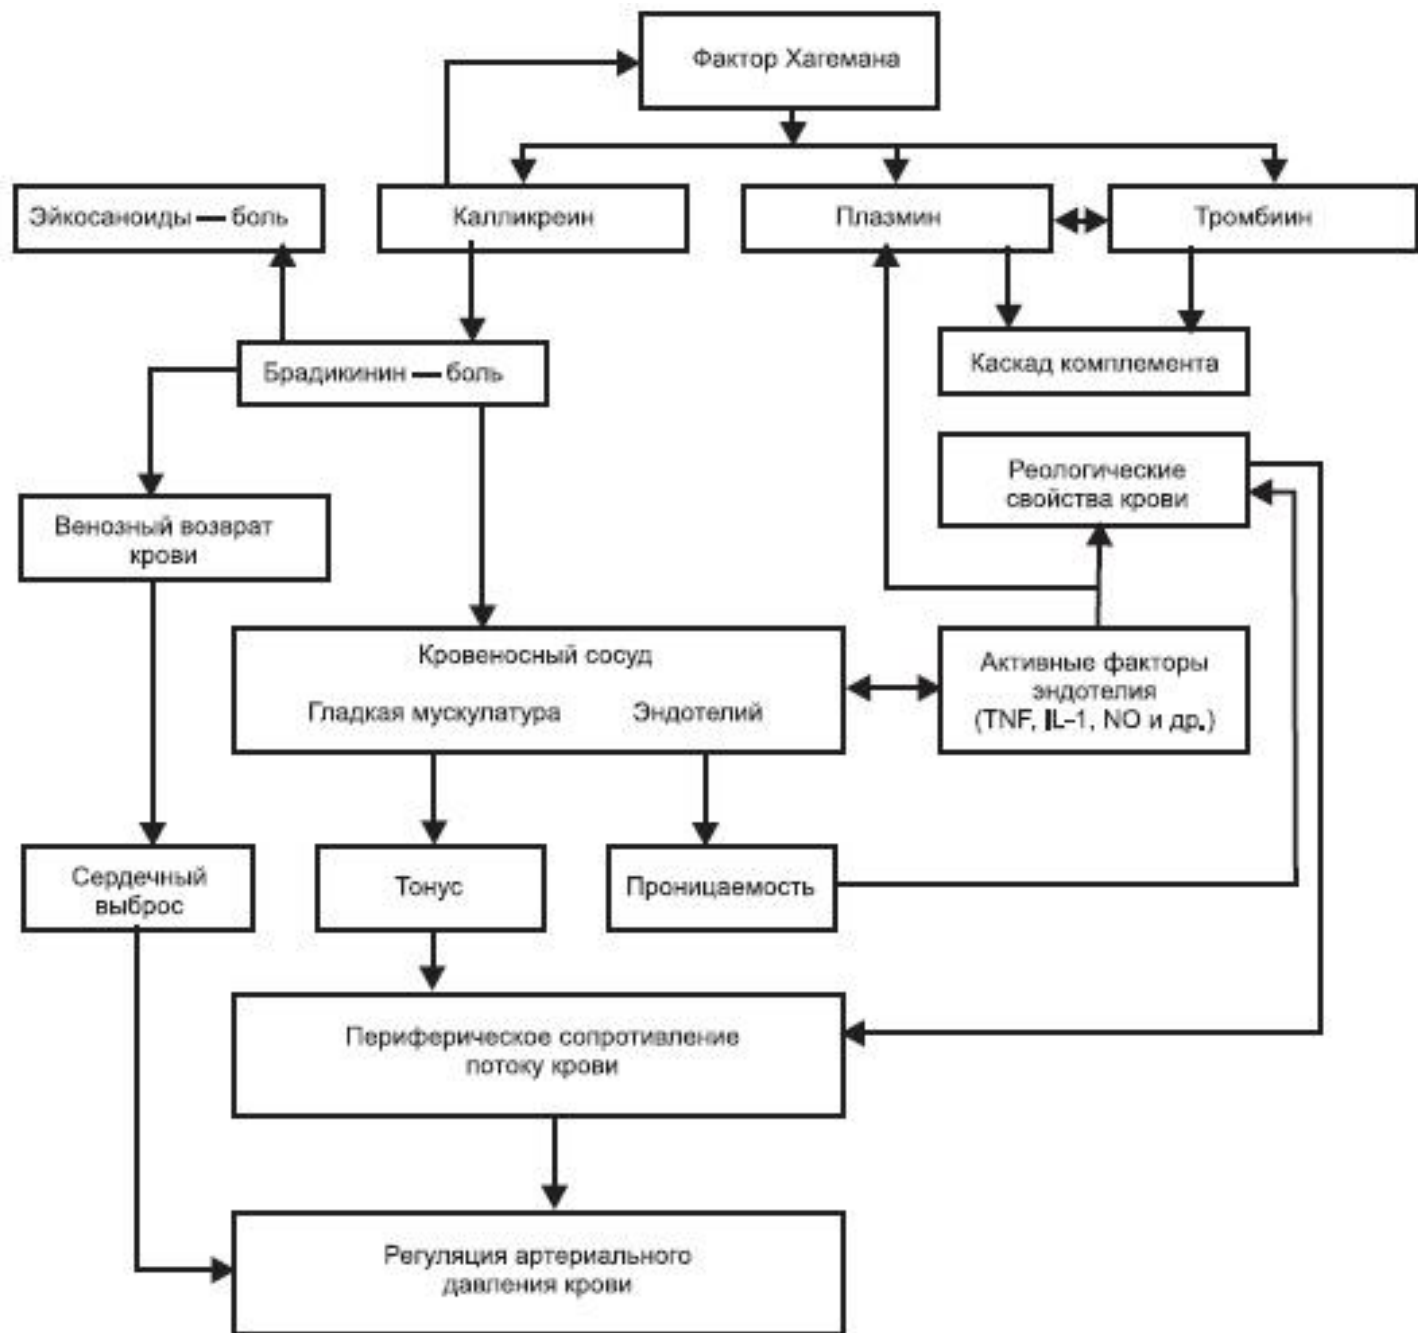 Фактор Хагемана
Эйкосаноиды — боль
Калликреин
Плазмин
Тромбиин
Брадикинин — боль
Каскад комплемента
Реологические
свойства крови
Венозный возврат
крови
Кровеносный сосуд
Гладкая мускулатура Эндотелий
Активные факторы
эндотелия
(TNF, IL-1, NO и др.)
Сердечный
выброс
Тонус
Проницаемость
Периферическое сопротивление
потоку крови
Регуляция артериального
давления крови